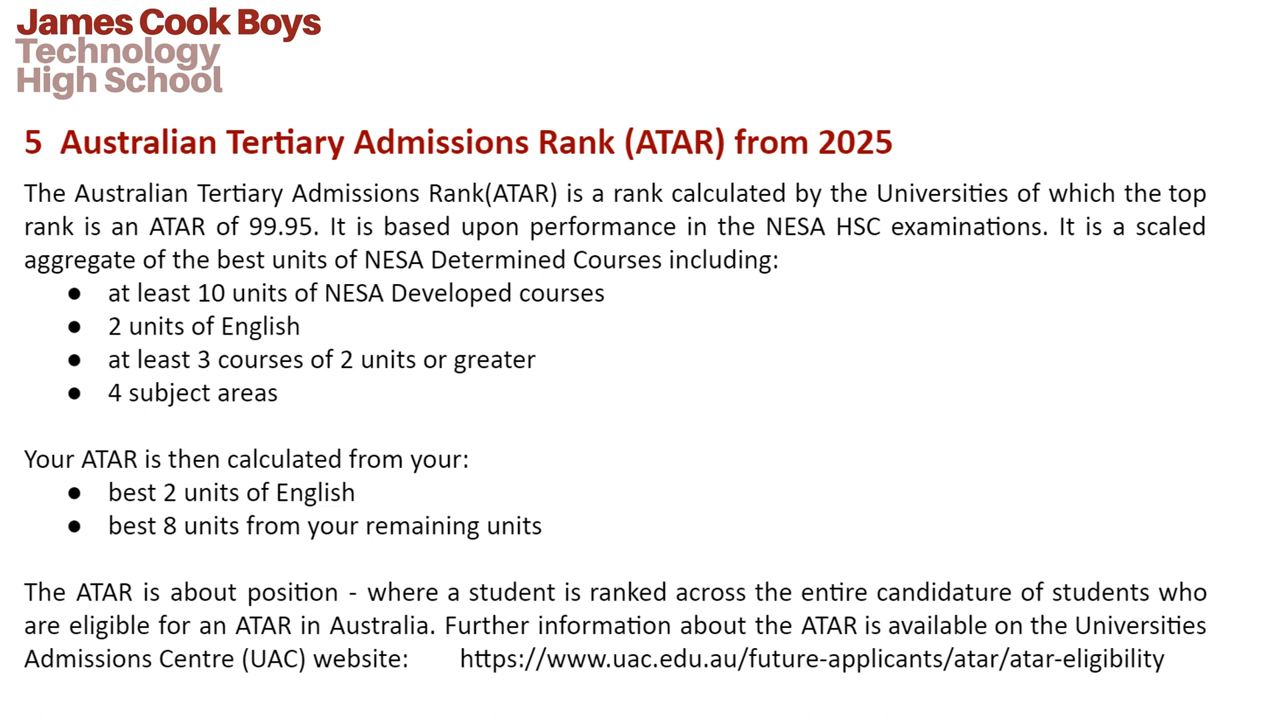 James Cook Boys
Technology
High School
5 Australian Tertiary Admissions Rank (ATAR) from 2025
The Australian Tertiary Admissions Rank(ATAR) is a rank calculated by the Universities of which the top
rank is an ATAR of 99.95. It is based upon performance in the NESA HSC examinations. It is a scaled
aggregate of the best units of NESA Determined Courses including:
● at least 10 units of NESA Developed courses
● 2 units of English
● at least 3 courses of 2 units or greater
● 4 subject areas
Your ATAR is then calculated from your:
● best 2 units of English
● best 8 units from your remaining units
The ATAR is about position - where a student is ranked across the entire candidature of students who
are eligible for an ATAR in Australia. Further information about the ATAR is available on the Universities
Admissions Centre (UAC) website: https://www.uac.edu.au/future-applicants/atar/atar-eligibility